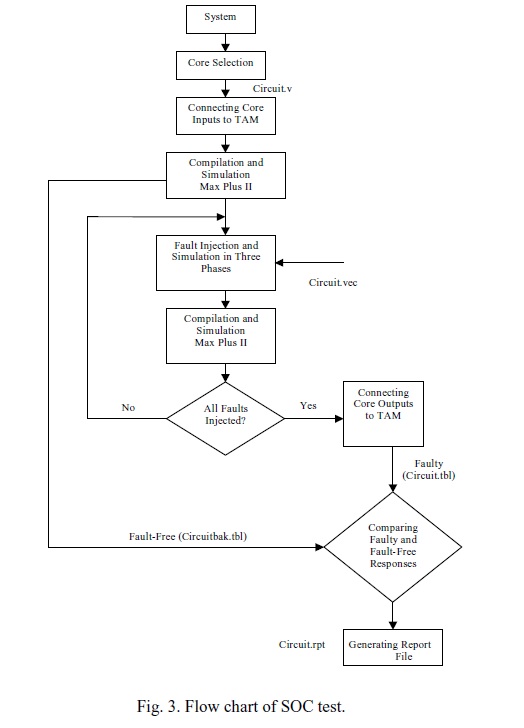 System
Core Selection
Circuit.v
Connecting Core
Inputs to TAM
Compilation and
Simulation
Max Plus II
Fault Injection and
Simulation in Three
Phases
Circuit.vec
Compilation and
Simulation
Max Plus II
No
All Faults
Injected?
Yes
Connecting
Core Outputs
to TAM
Faulty
(Circuit.tbl)
Fault-Free (Circuitbak.tbl)
Comparing
Faulty and
Fault-Free
Responses
Circuit.rpt
Generating Report
File
Fig. 3. Flow chart of SOC test.